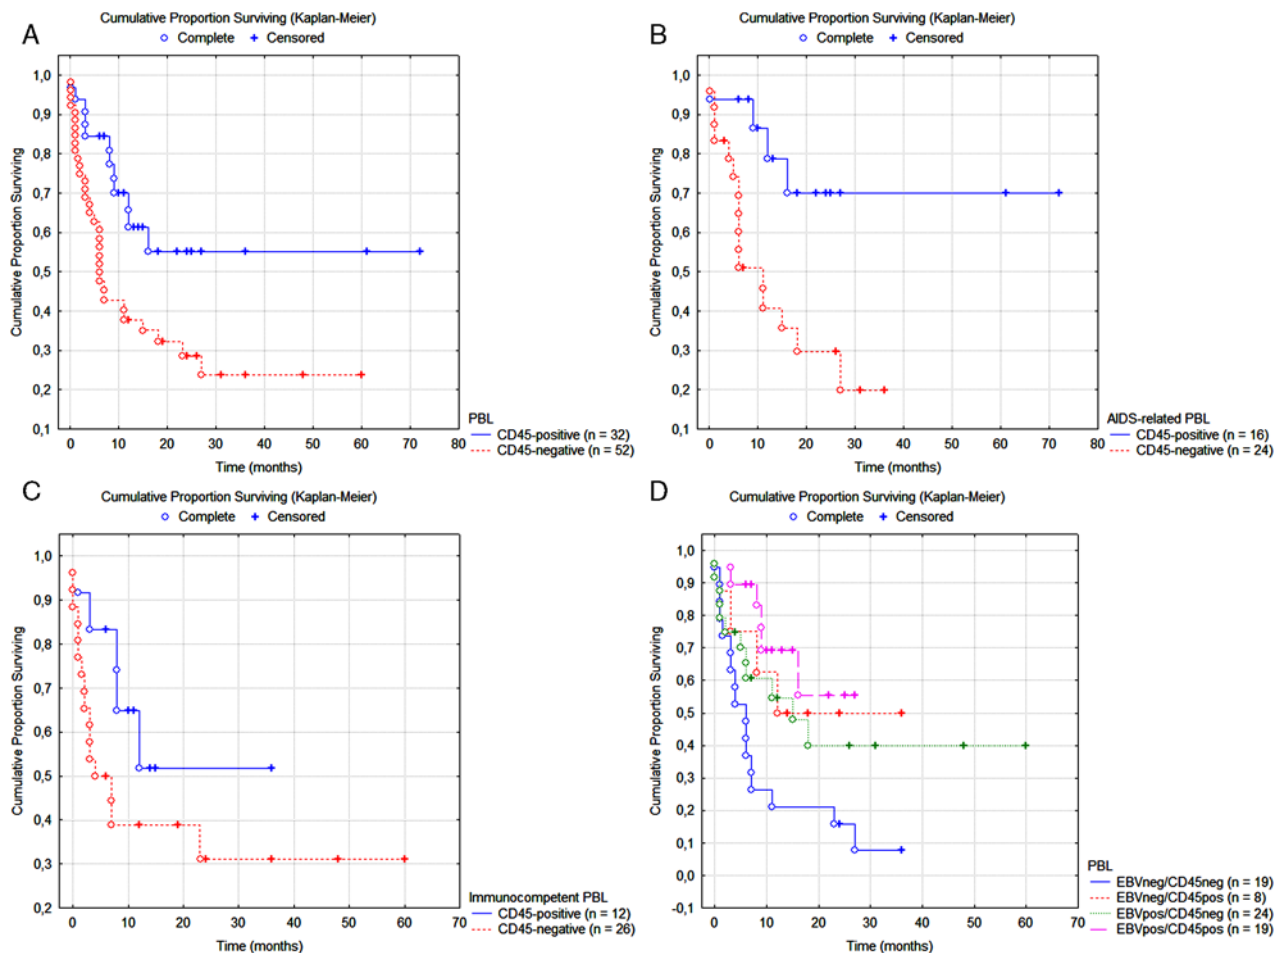 A
Cumulative Proportion Surviving (Kaplan-Meier)
Complete Censored
Cumulative Proportion Surviving
1,0
0,9
0,8
0,7
0,6
0,5
0,4
0,3
0,2
0,1
0 10 20 30 40 50 60 70 80
Time (months)
PBL
CD45-positive (n = 32)
CD45-negative (n = 52)
B
Cumulative Proportion Surviving (Kaplan-Meier)
Complete Censored
Cumulative Proportion Surviving
1,0
0,9
0,8
0,7
0,6
0,5
0,4
0,3
0,2
0,1
0 10 20 30 40 50 60 70 80
Time (months)
AIDS-related PBL
CD45-positive (n = 16)
CD45-negative (n = 24)
C
Cumulative Proportion Surviving (Kaplan-Meier)
Complete Censored
Cumulative Proportion Surviving
1,0
0,9
0,8
0,7
0,6
0,5
0,4
0,3
0,2
0 10 20 30 40 50 60 70
Time (months)
Immunocompetent PBL
CD45-positive (n = 12)
CD45-negative (n = 26)
D
Cumulative Proportion Surviving (Kaplan-Meier)
Complete Censored
Cumulative Proportion Surviving
1,0
0,9
0,8
0,7
0,6
0,5
0,4
0,3
0,2
0,1
0,0
-0,1
0 10 20 30 40 50 60 70
Time (months)
PBL
EBVneg/CD45neg (n = 19)
EBVneg/CD45pos (n = 8)
EBVpos/CD45neg (n = 24)
EBVpos/CD45pos (n = 19)